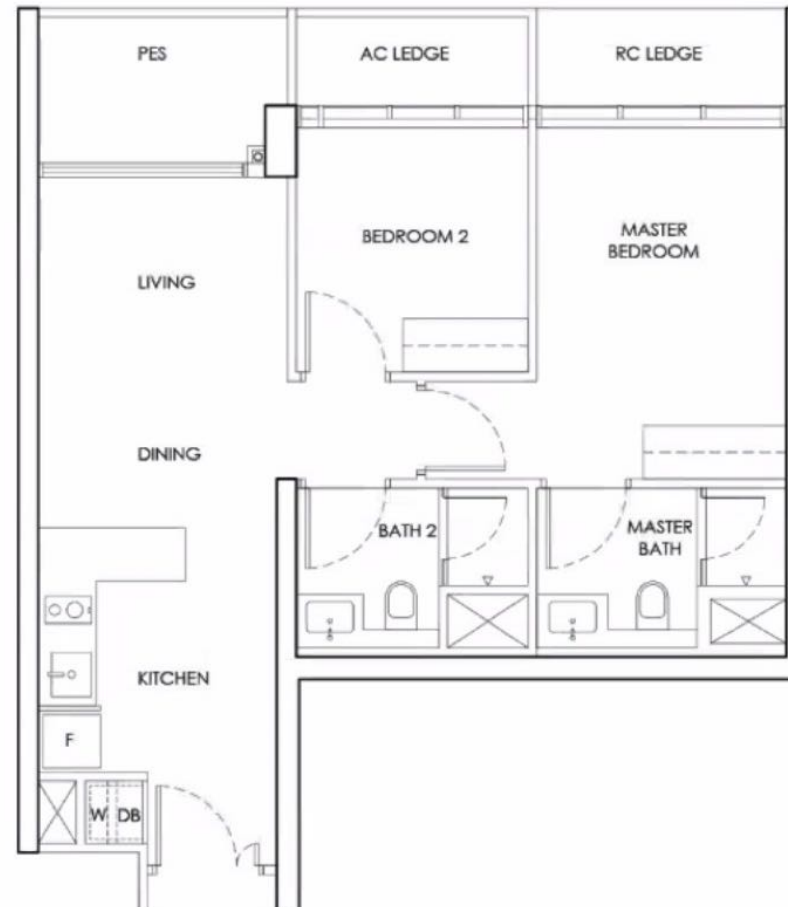 PES
AC LEDGE
RC LEDGE
BEDROOM 2
MASTER
BEDROOM
LIVING
DINING
BATH 2
MASTER
BATH
KITCHEN
F
W DB